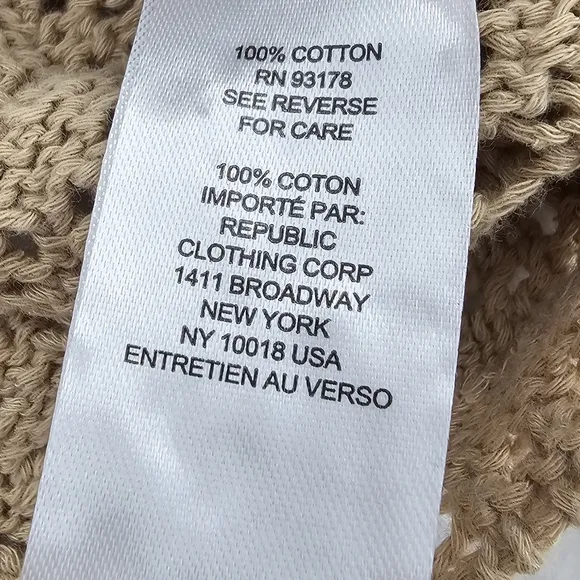 100% COTTON
RN 93178
SEE REVERSE
FOR CARE
100% COTON
IMPORTÉ PAR:
REPUBLIC
CLOTHING CORP
1411 BROADWAY
NEW YORK
NY 10018 USA
ENTRETIEN AU VERSO